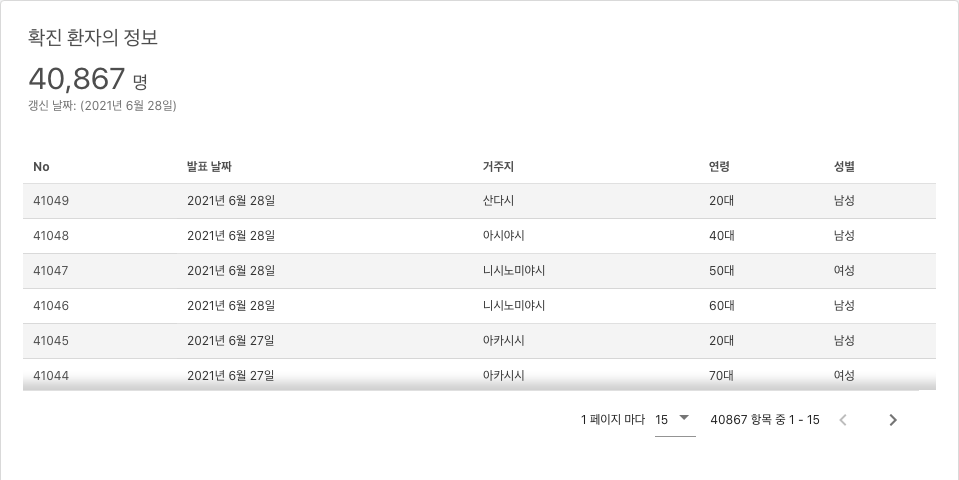 확진 환자의 정보
40,867 명
갱신 날짜: (2021년 6월 28일)
No 발표 날짜 거주지 연령 성별
41049 2021년 6월 28일 산다시 20대 남성
41048 2021년 6월 28일 아시야시 40대 남성
41047 2021년 6월 28일 니시노미야시 50대 여성
41046 2021년 6월 28일 니시노미야시 60대 남성
41045 2021년 6월 27일 아카시시 20대 남성
41044 2021년 6월 27일 아카시시 70대 여성
1 페이지 마다 15 40867 항목 중 1 - 15